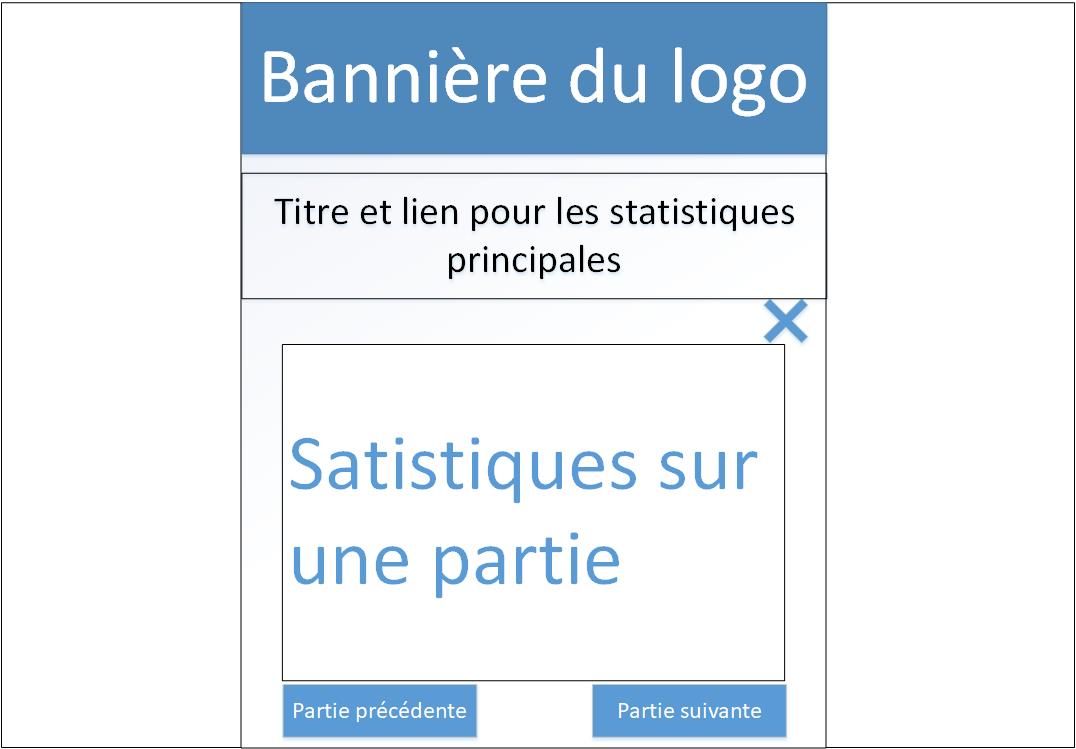 Bannière du logo
Titre et lien pour les statistiques
principales
Satistiques sur
une partie
Partie précédente
Partie suivante